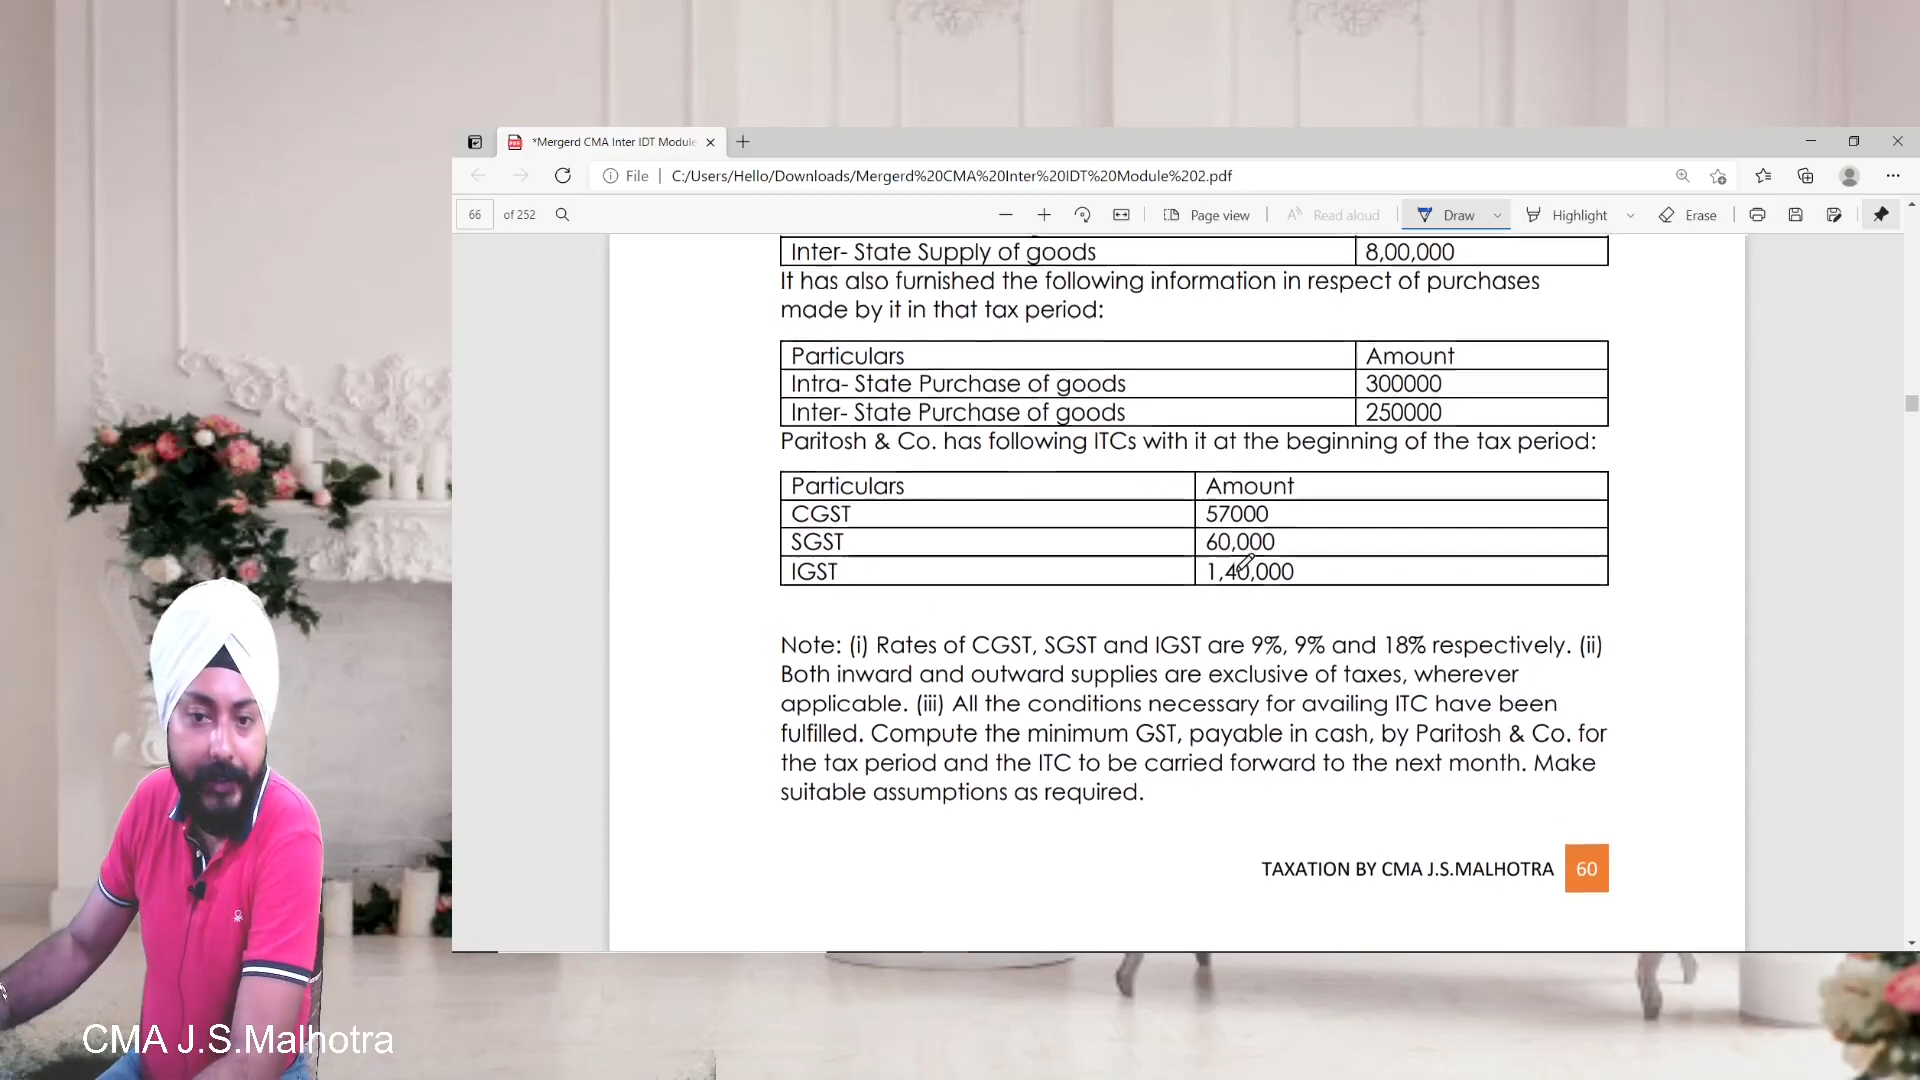 *Mergerd CMA Inter IDT Module
File
C:/Users/Hello/Downloads/Mergerd%20CMA%20Inter%20IDT%20Module%202.pdf
66 of 252
Page view
Read aloud
Draw
Highlight
Erase
Inter- State Supply of goods 8,00,000
It has also furnished the following information in respect of purchases
made by it in that tax period:
Particulars Amount
Intra- State Purchase of goods 300000
Inter- State Purchase of goods 250000
Paritosh & Co. has following ITCs with it at the beginning of the tax period:
Particulars Amount
CGST 57000
SGST 60,000
IGST 1,40,000
Note: (i) Rates of CGST, SGST and IGST are 9%, 9% and 18% respectively. (ii)
Both inward and outward supplies are exclusive of taxes, wherever
applicable. (iii) All the conditions necessary for availing ITC have been
fulfilled. Compute the minimum GST, payable in cash, by Paritosh & Co. for
the tax period and the ITC to be carried forward to the next month. Make
suitable assumptions as required.
TAXATION BY CMA J.S.MALHOTRA 60
CMA J.S.Malhotra